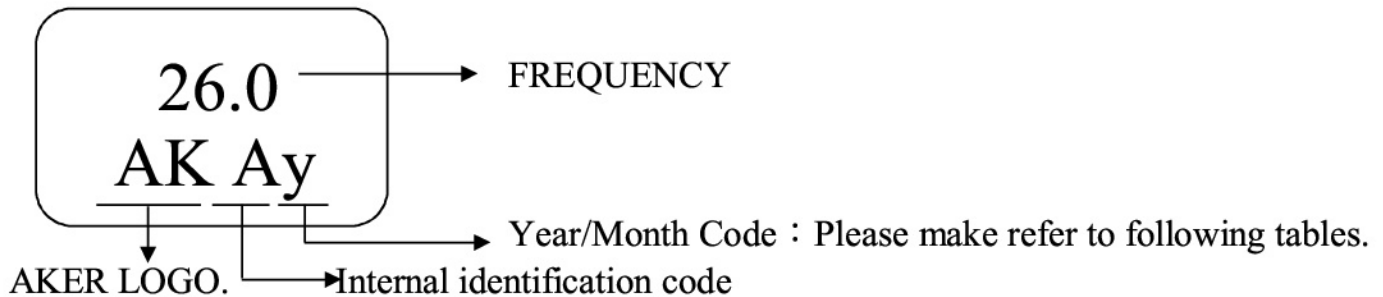 26.0
FREQUENCY
AK Ay
Year/Month Code：Please make refer to following tables.
AKER LOGO.
Internal identification code